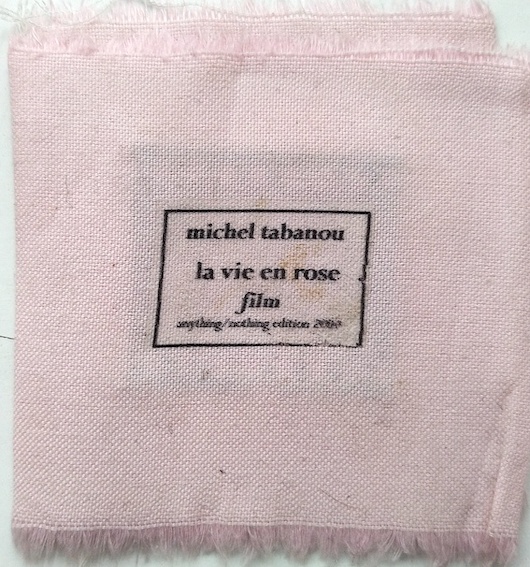 michel tabanou
la vie en rose
film
anything/nothing edition